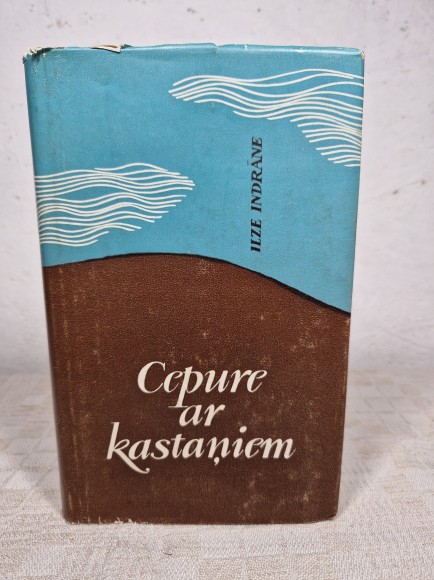 ILZE INDRĀNE
Cepure
ar
kastaņiem